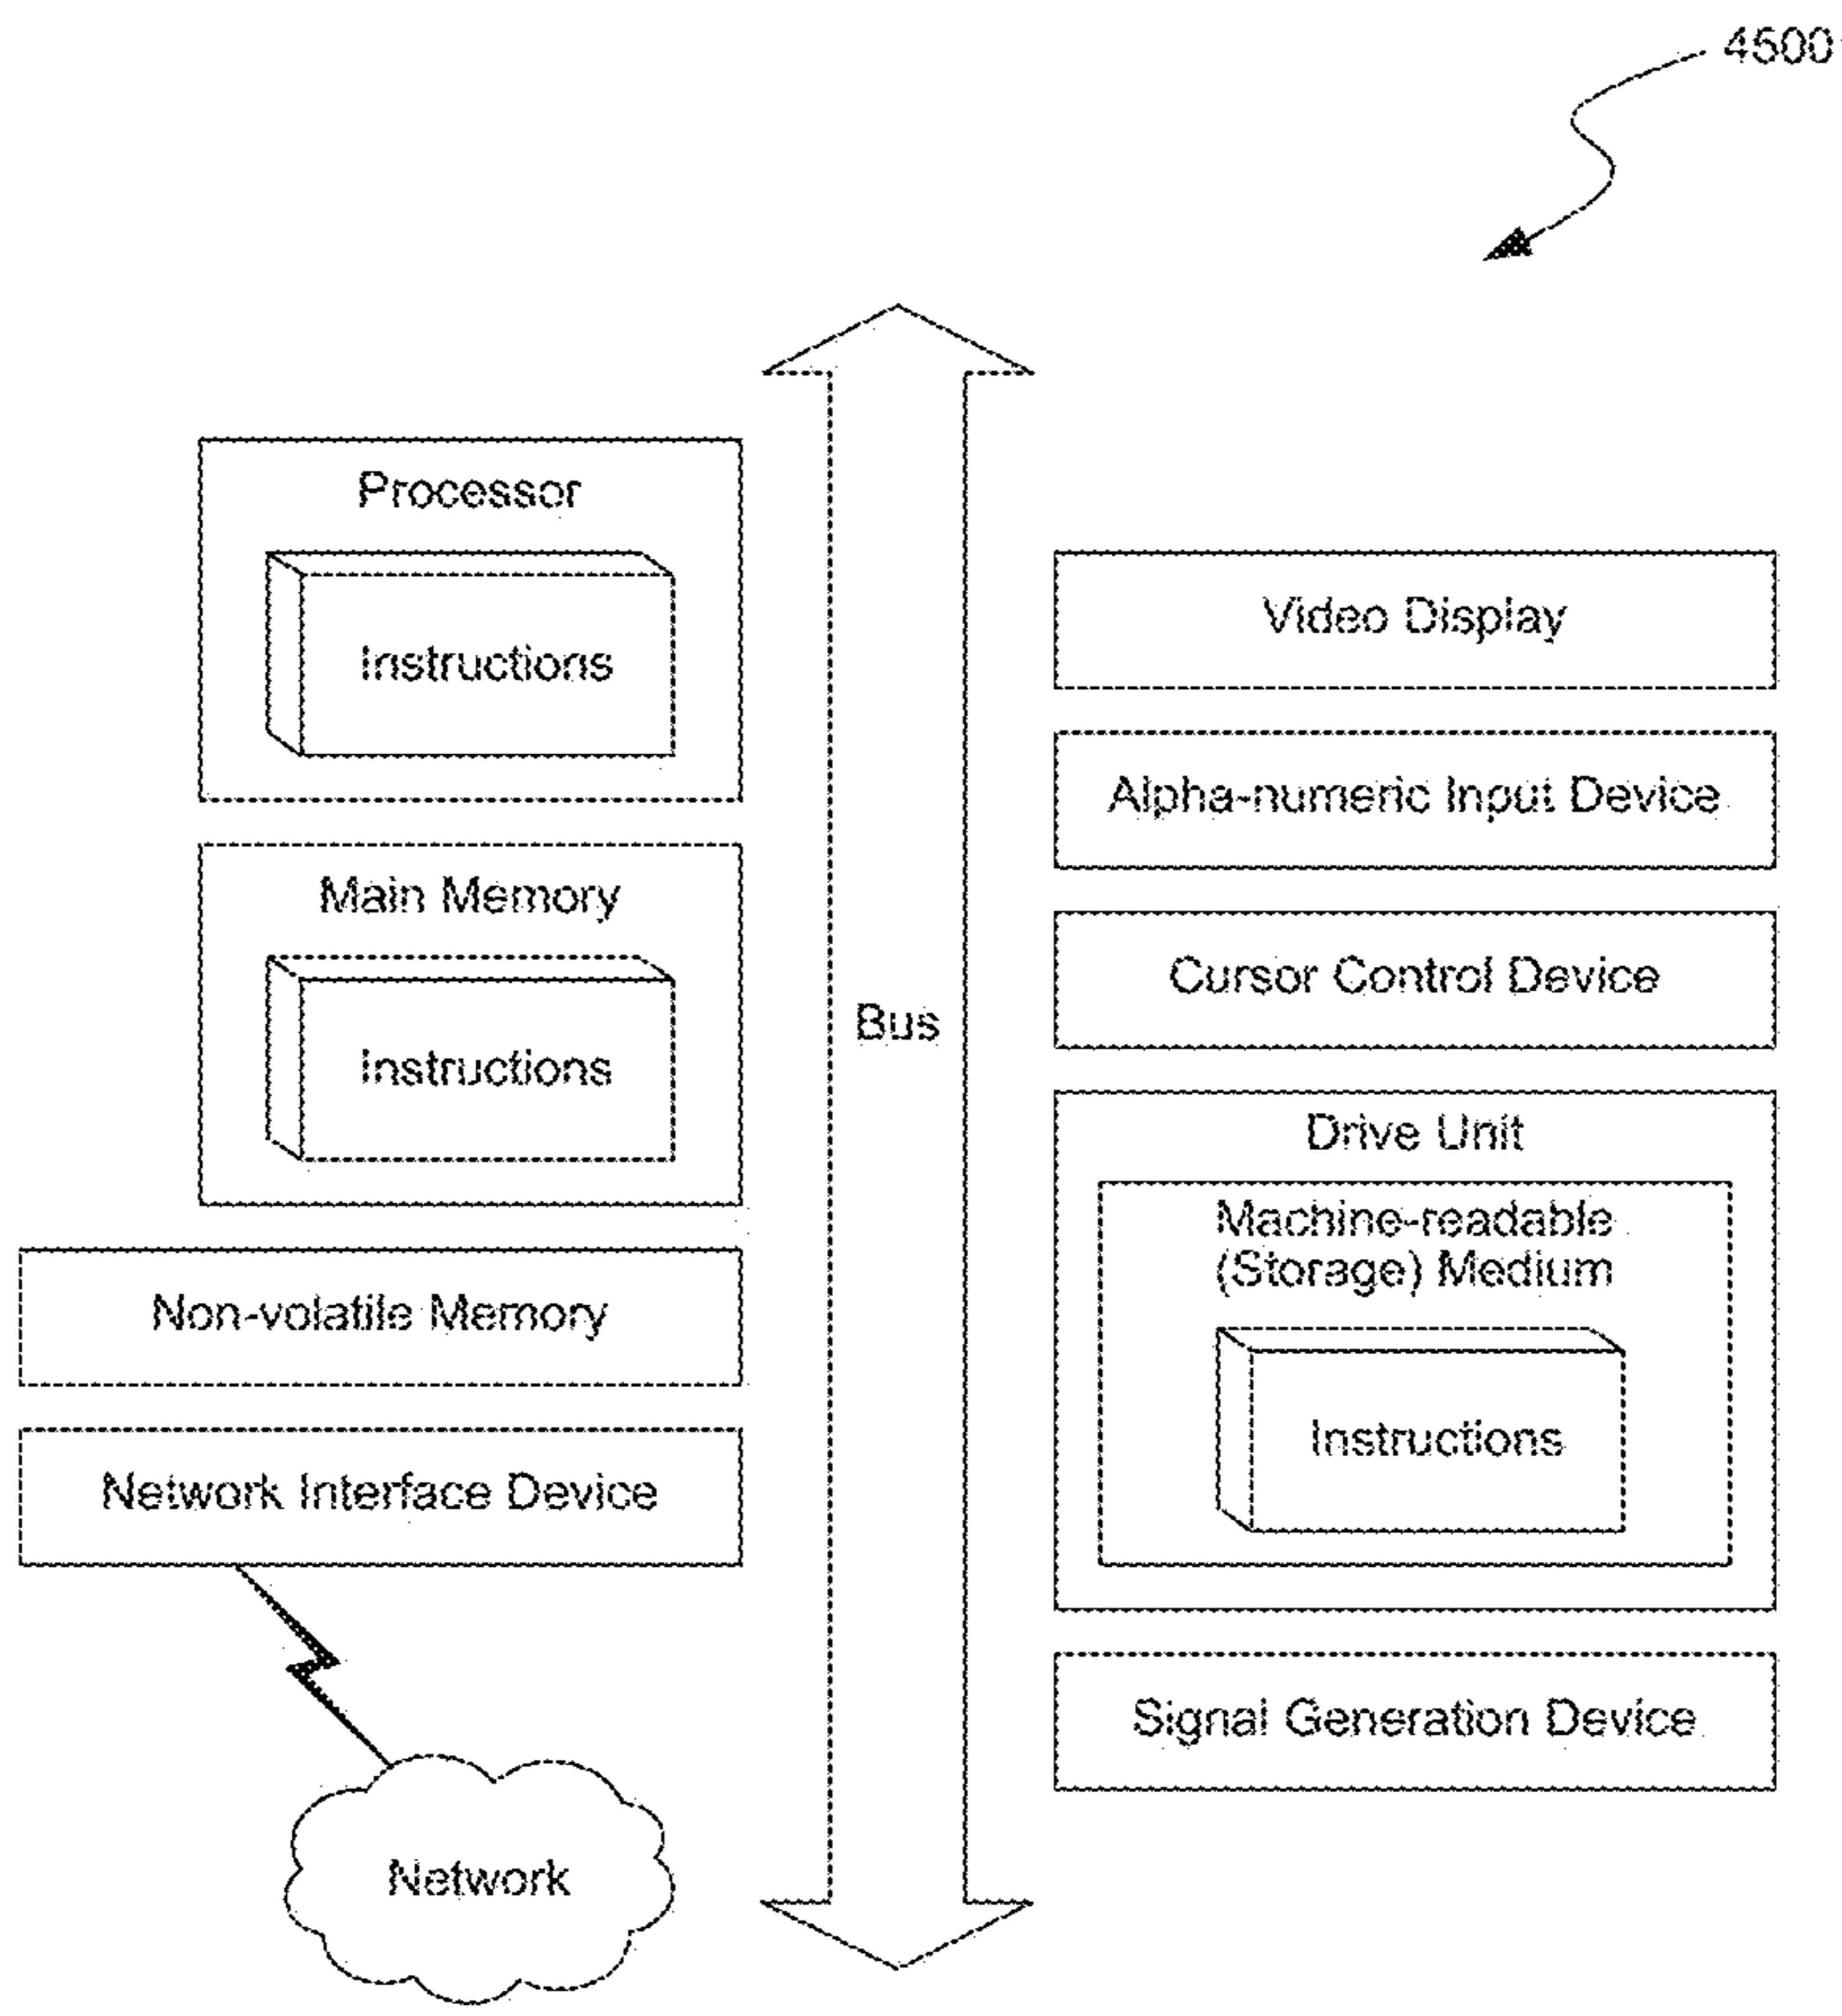 4500
Processor
Instructions
Main Memory
Instructions
Non-volatile Memory
Network Interface Device
Network
Bus
Video Display
Alpha-numeric Input Device
Cursor Control Device
Drive Unit
Machine-readable
(Storage) Medium
Instructions
Signal Generation Device